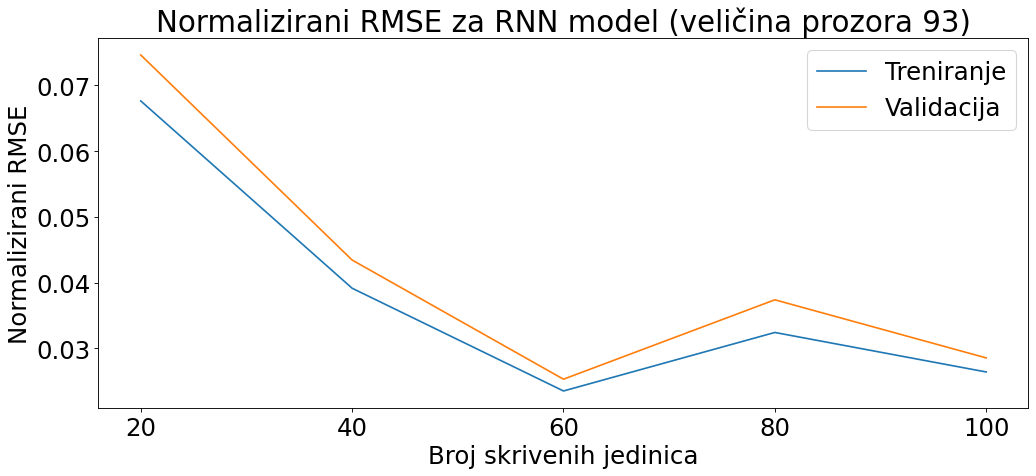 Normalizirani RMSE za RNN model (veličina prozora 93)
Treniranje
Validacija
Normalizirani RMSE
0.07
0.06
0.05
0.04
0.03
20 40 60 80 100
Broj skrivenih jedinica